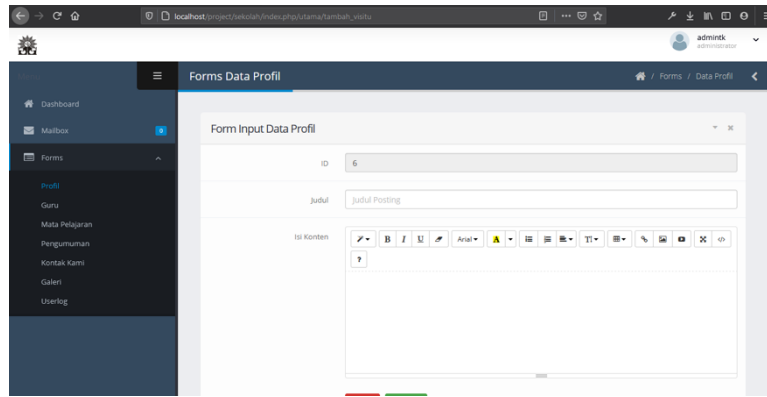 localhost/project/sekolah/index.php/utama/tambah_visitu
admintk
administrator
Forms Data Profil
/ Forms / Data Profil
Dashboard
Mailbox
0
Forms
Profil
Guru
Mata Pelajaran
Pengumuman
Kontak Kami
Galeri
Userlog
Form Input Data Profil
ID
6
Judul
Judul Posting
Isi Konten
B I U Arial A T! </>
?